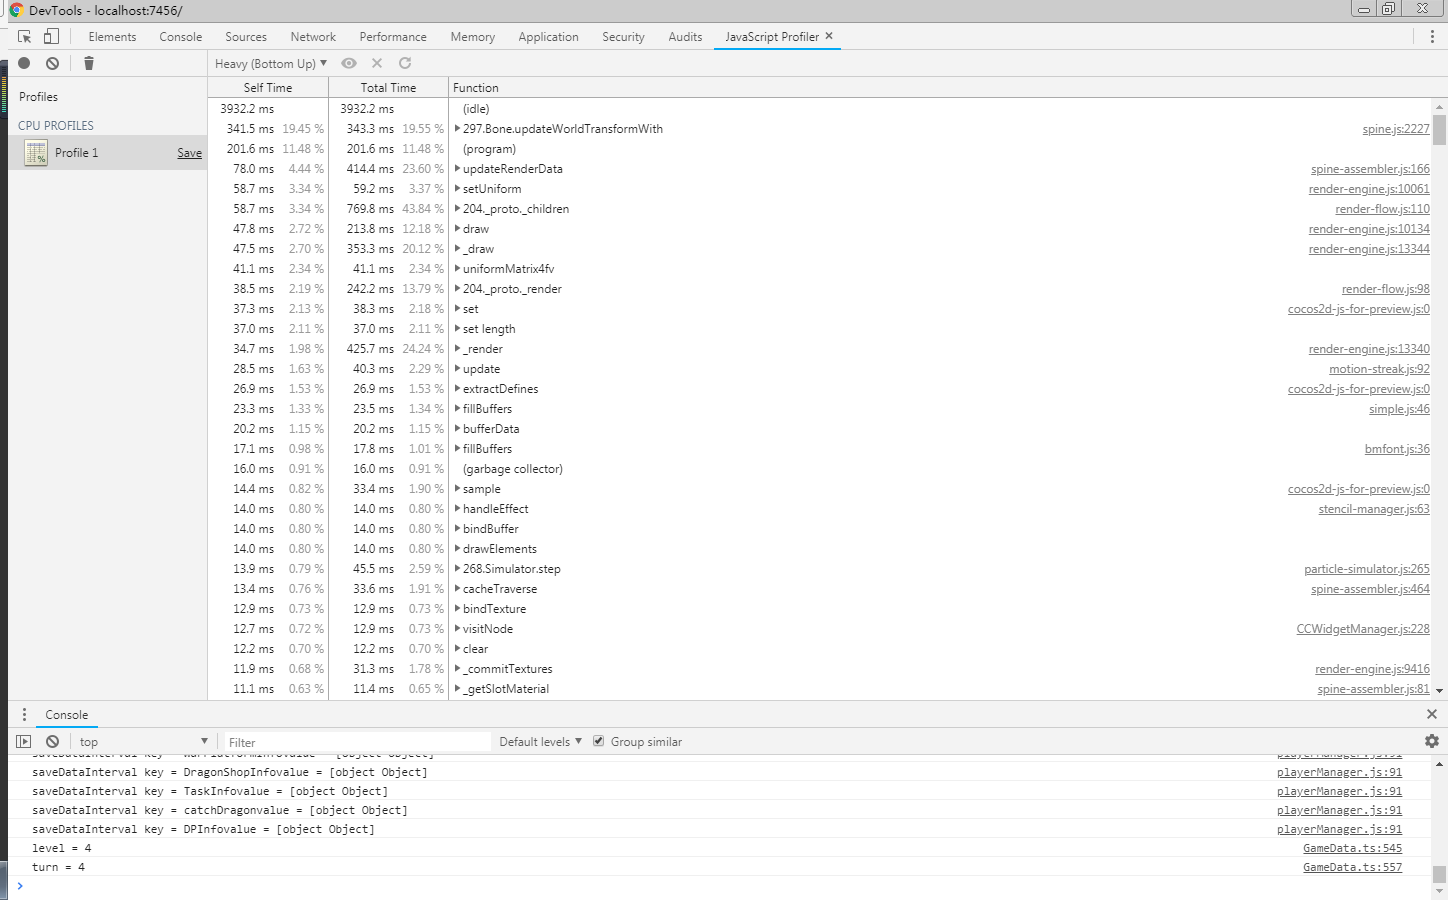 DevTools - localhost:7456/
Elements Console Sources Network Performance Memory Application Security Audits JavaScript Profiler
Heavy (Bottom Up)
Profiles
CPU PROFILES
Profile 1 Save
Self Time Total Time Function
3932.2 ms 3932.2 ms (idle)
341.5 ms 19.45 % 343.3 ms 19.55 % 297.Bone.updateWorldTransformWith spine.js:2227
201.6 ms 11.48 % 201.6 ms 11.48 % (program)
78.0 ms 4.44 % 414.4 ms 23.60 % updateRenderData spine-assembler.js:166
58.7 ms 3.34 % 59.2 ms 3.37 % setUniform render-engine.js:10061
58.7 ms 3.34 % 769.8 ms 43.84 % 204._proto._children render-flow.js:110
47.8 ms 2.72 % 213.8 ms 12.18 % draw render-engine.js:10134
47.5 ms 2.70 % 353.3 ms 20.12 % _draw render-engine.js:13344
41.1 ms 2.34 % 41.1 ms 2.34 % uniformMatrix4fv
38.5 ms 2.19 % 242.2 ms 13.79 % 204._proto._render render-flow.js:98
37.3 ms 2.13 % 38.3 ms 2.18 % set cocos2d-js-for-preview.js:0
37.0 ms 2.11 % 37.0 ms 2.11 % set length
34.7 ms 1.98 % 425.7 ms 24.24 % _render render-engine.js:13340
28.5 ms 1.63 % 40.3 ms 2.29 % update motion-streak.js:92
26.9 ms 1.53 % 26.9 ms 1.53 % extractDefines cocos2d-js-for-preview.js:0
23.3 ms 1.33 % 23.5 ms 1.34 % fillBuffers simple.js:46
20.2 ms 1.15 % 20.2 ms 1.15 % bufferData
17.1 ms 0.98 % 17.8 ms 1.01 % fillBuffers bmfont.js:36
16.0 ms 0.91 % 16.0 ms 0.91 % (garbage collector)
14.4 ms 0.82 % 33.4 ms 1.90 % sample cocos2d-js-for-preview.js:0
14.0 ms 0.80 % 14.0 ms 0.80 % handleEffect stencil-manager.js:63
14.0 ms 0.80 % 14.0 ms 0.80 % bindBuffer
14.0 ms 0.80 % 14.0 ms 0.80 % drawElements
13.9 ms 0.79 % 45.5 ms 2.59 % 268.Simulator.step particle-simulator.js:265
13.4 ms 0.76 % 33.6 ms 1.91 % cacheTraverse spine-assembler.js:464
12.9 ms 0.73 % 12.9 ms 0.73 % bindTexture
12.7 ms 0.72 % 12.9 ms 0.73 % visitNode CCWidgetManager.js:228
12.2 ms 0.70 % 12.2 ms 0.70 % clear
11.9 ms 0.68 % 31.3 ms 1.78 % _commitTextures render-engine.js:9416
11.1 ms 0.63 % 11.4 ms 0.65 % _getSlotMaterial spine-assembler.js:81
Console
top Filter Default levels Group similar
saveDataInterval key = WarPlatformInfovalue = [object Object] playerManager.js:91
saveDataInterval key = DragonShopInfovalue = [object Object] playerManager.js:91
saveDataInterval key = TaskInfovalue = [object Object] playerManager.js:91
saveDataInterval key = catchDragonvalue = [object Object] playerManager.js:91
saveDataInterval key = DPInfovalue = [object Object] playerManager.js:91
level = 4 GameData.ts:545
turn = 4 GameData.ts:557